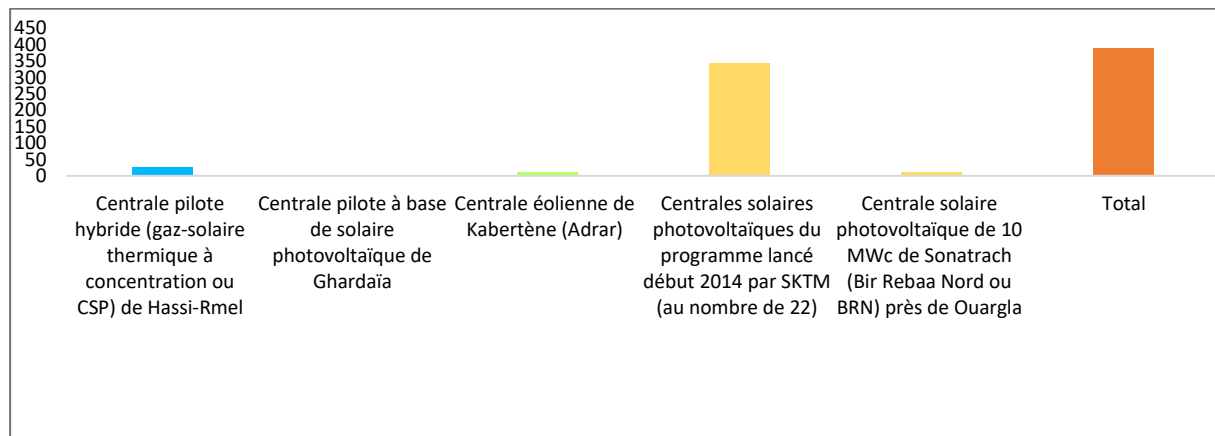 450
400
350
300
250
200
150
100
50
0
Centrale pilote
hybride (gaz-solaire
thermique à
concentration ou
CSP) de Hassi-Rmel
Centrale pilote à base
de solaire
photovoltaïque de
Ghardaïa
Centrale éolienne de
Kabertène (Adrar)
Centrales solaires
photovoltaïques du
programme lancé
début 2014 par SKTM
(au nombre de 22)
Centrale solaire
photovoltaïque de 10
MWc de Sonatrach
(Bir Rebaa Nord ou
BRN) près de Ouargla
Total